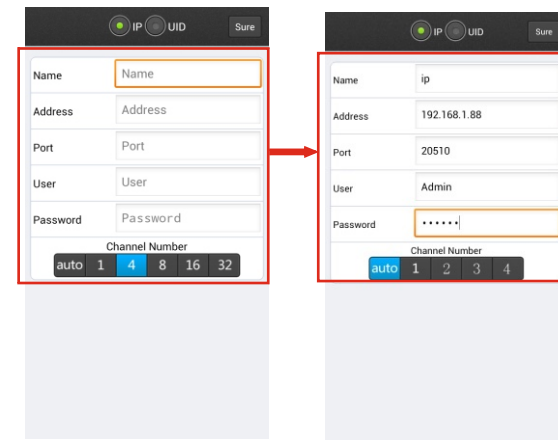 IP UID Sure
Name Name
Address Address
Port Port
User User
Password Password
Channel Number
auto 1 4 8 16 32
IP UID Sure
Name ip
Address 192.168.1.88
Port 20510
User Admin
Password ••••••
Channel Number
auto 1 2 3 4